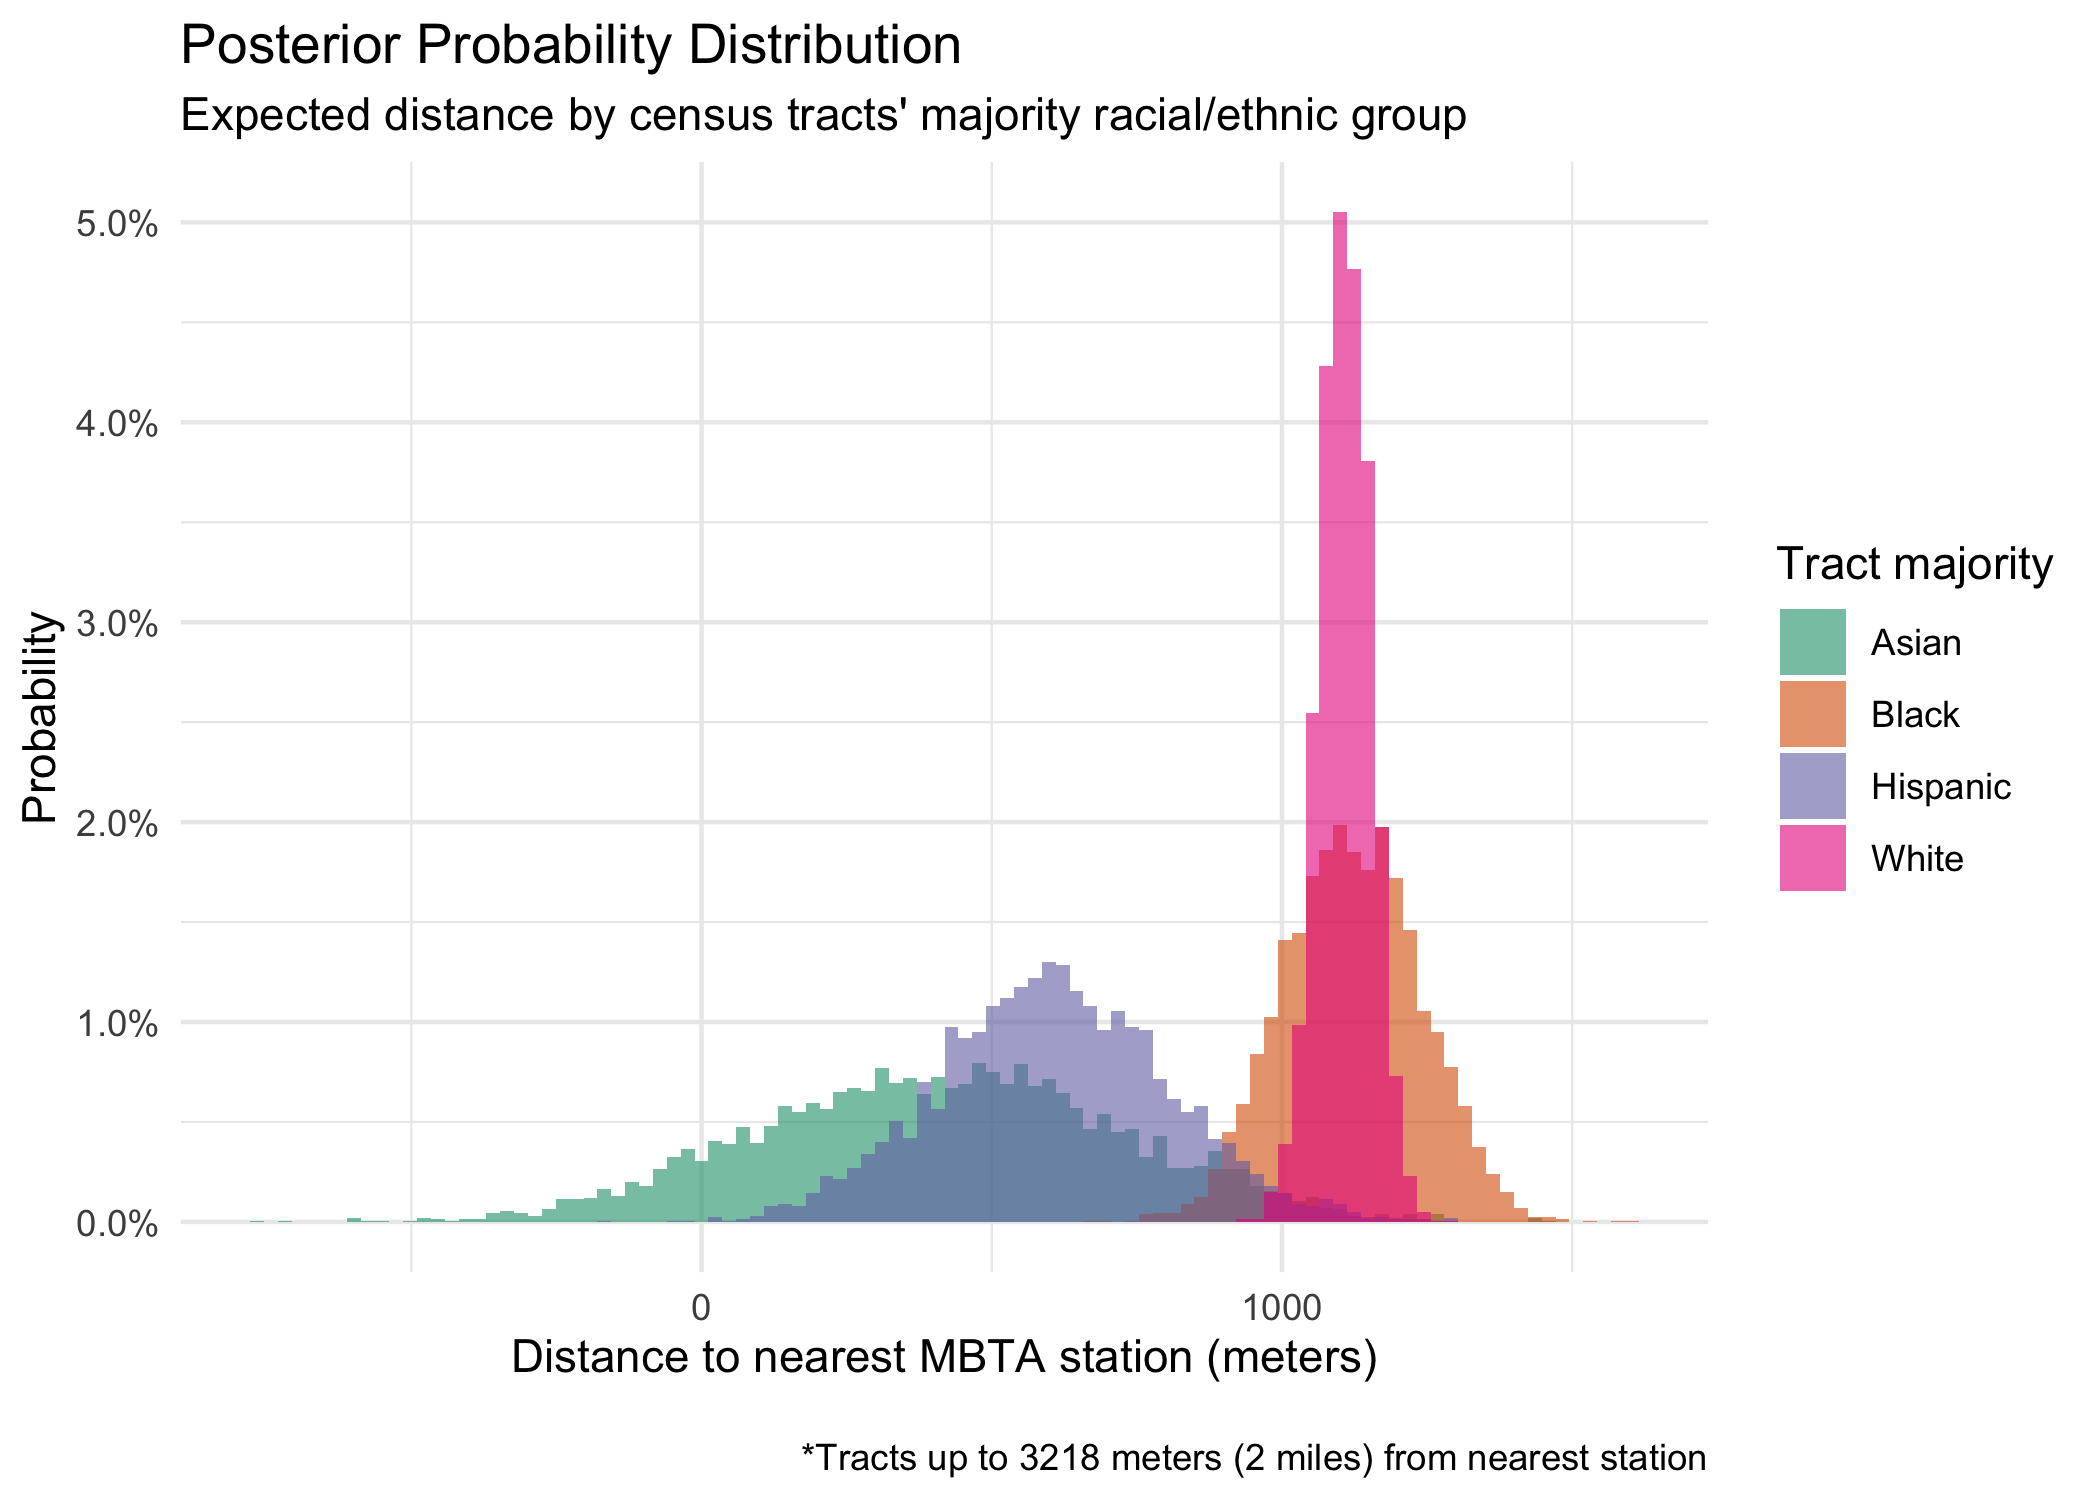 Posterior Probability Distribution
Expected distance by census tracts' majority racial/ethnic group
5.0%
4.0%
3.0%
2.0%
1.0%
0.0%
Probability
0
1000
Distance to nearest MBTA station (meters)
Tract majority
Asian
Black
Hispanic
White
*Tracts up to 3218 meters (2 miles) from nearest station